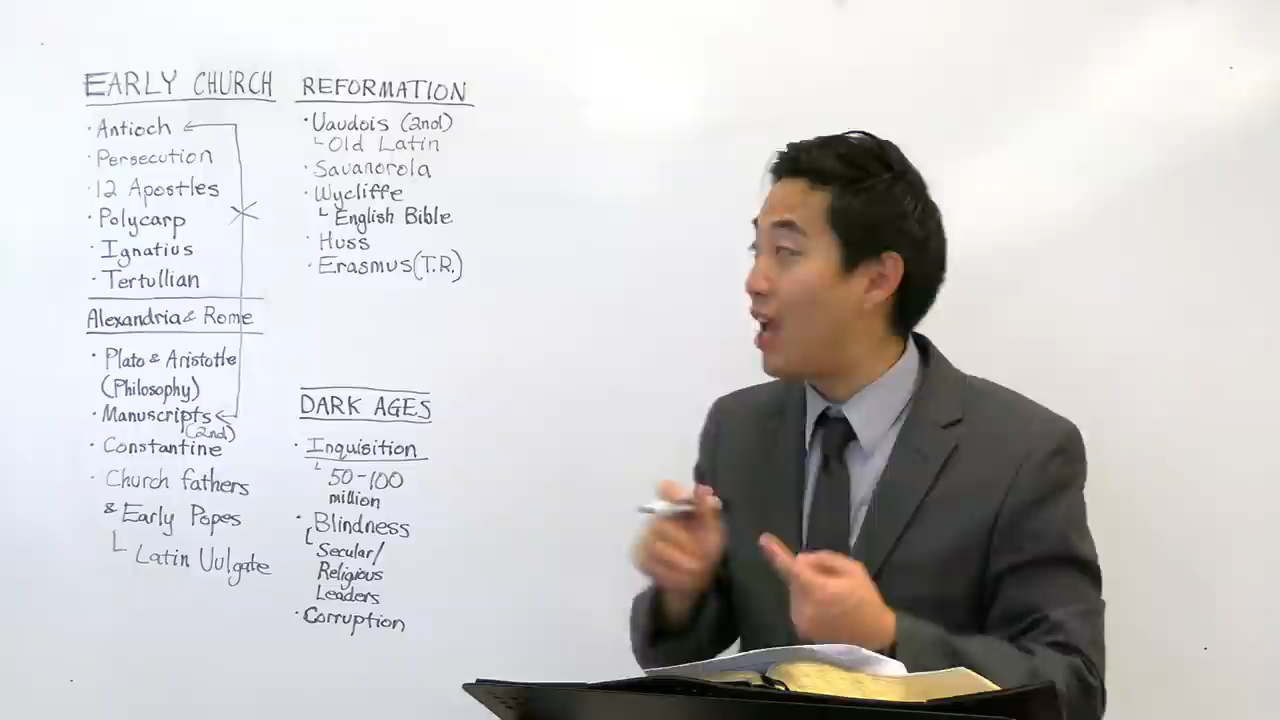 EARLY CHURCH
· Antioch
· Persecution
· 12 Apostles
· Polycarp
· Ignatius
· Tertullian
Alexandria & Rome
· Plato & Aristotle
(Philosophy)
· Manuscripts
(2nd)
· Constantine
· Church fathers
& Early Popes
└ Latin Vulgate
REFORMATION
· Vaudois (2nd)
└ Old Latin
· Savanorola
· Wycliffe
└ English Bible
· Huss
· Erasmus (T.R.)
DARK AGES
· Inquisition
└ 50-100
million
· Blindness
└ Secular/
Religious
Leaders
· Corruption